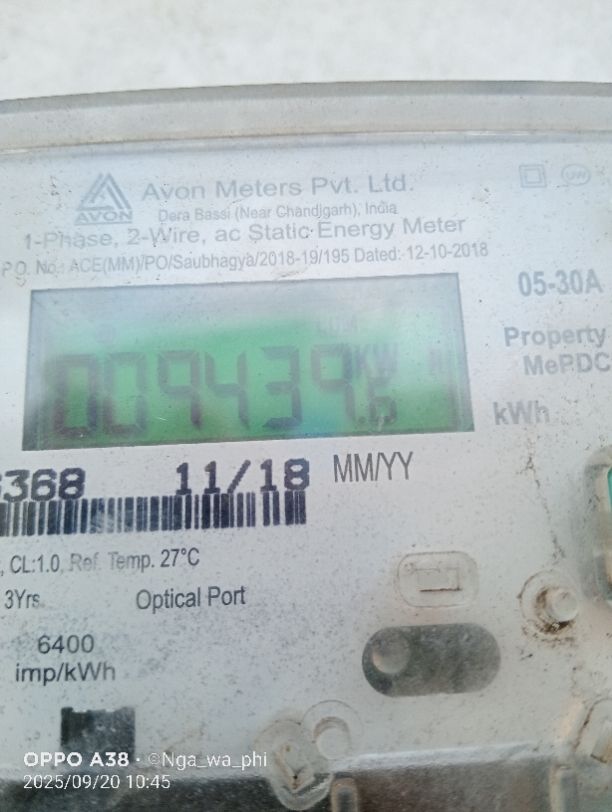 Avon Meters Pvt. Ltd.
AVON
Dera Bassi (Near Chandigarh), India
1-Phase, 2-Wire, ac Static Energy Meter
P.O. No.: ACE(MM)/PO/Saubhagya/2018-19/195 Dated: 12-10-2018
05-30A
Property
MePDC
009439.6
kWh
368 11/18 MM/YY
, CL:1.0, Ref. Temp. 27°C
3Yrs. Optical Port
6400
imp/kWh
OPPO A38 · ©Nga_wa_phi
2025/09/20 10:45